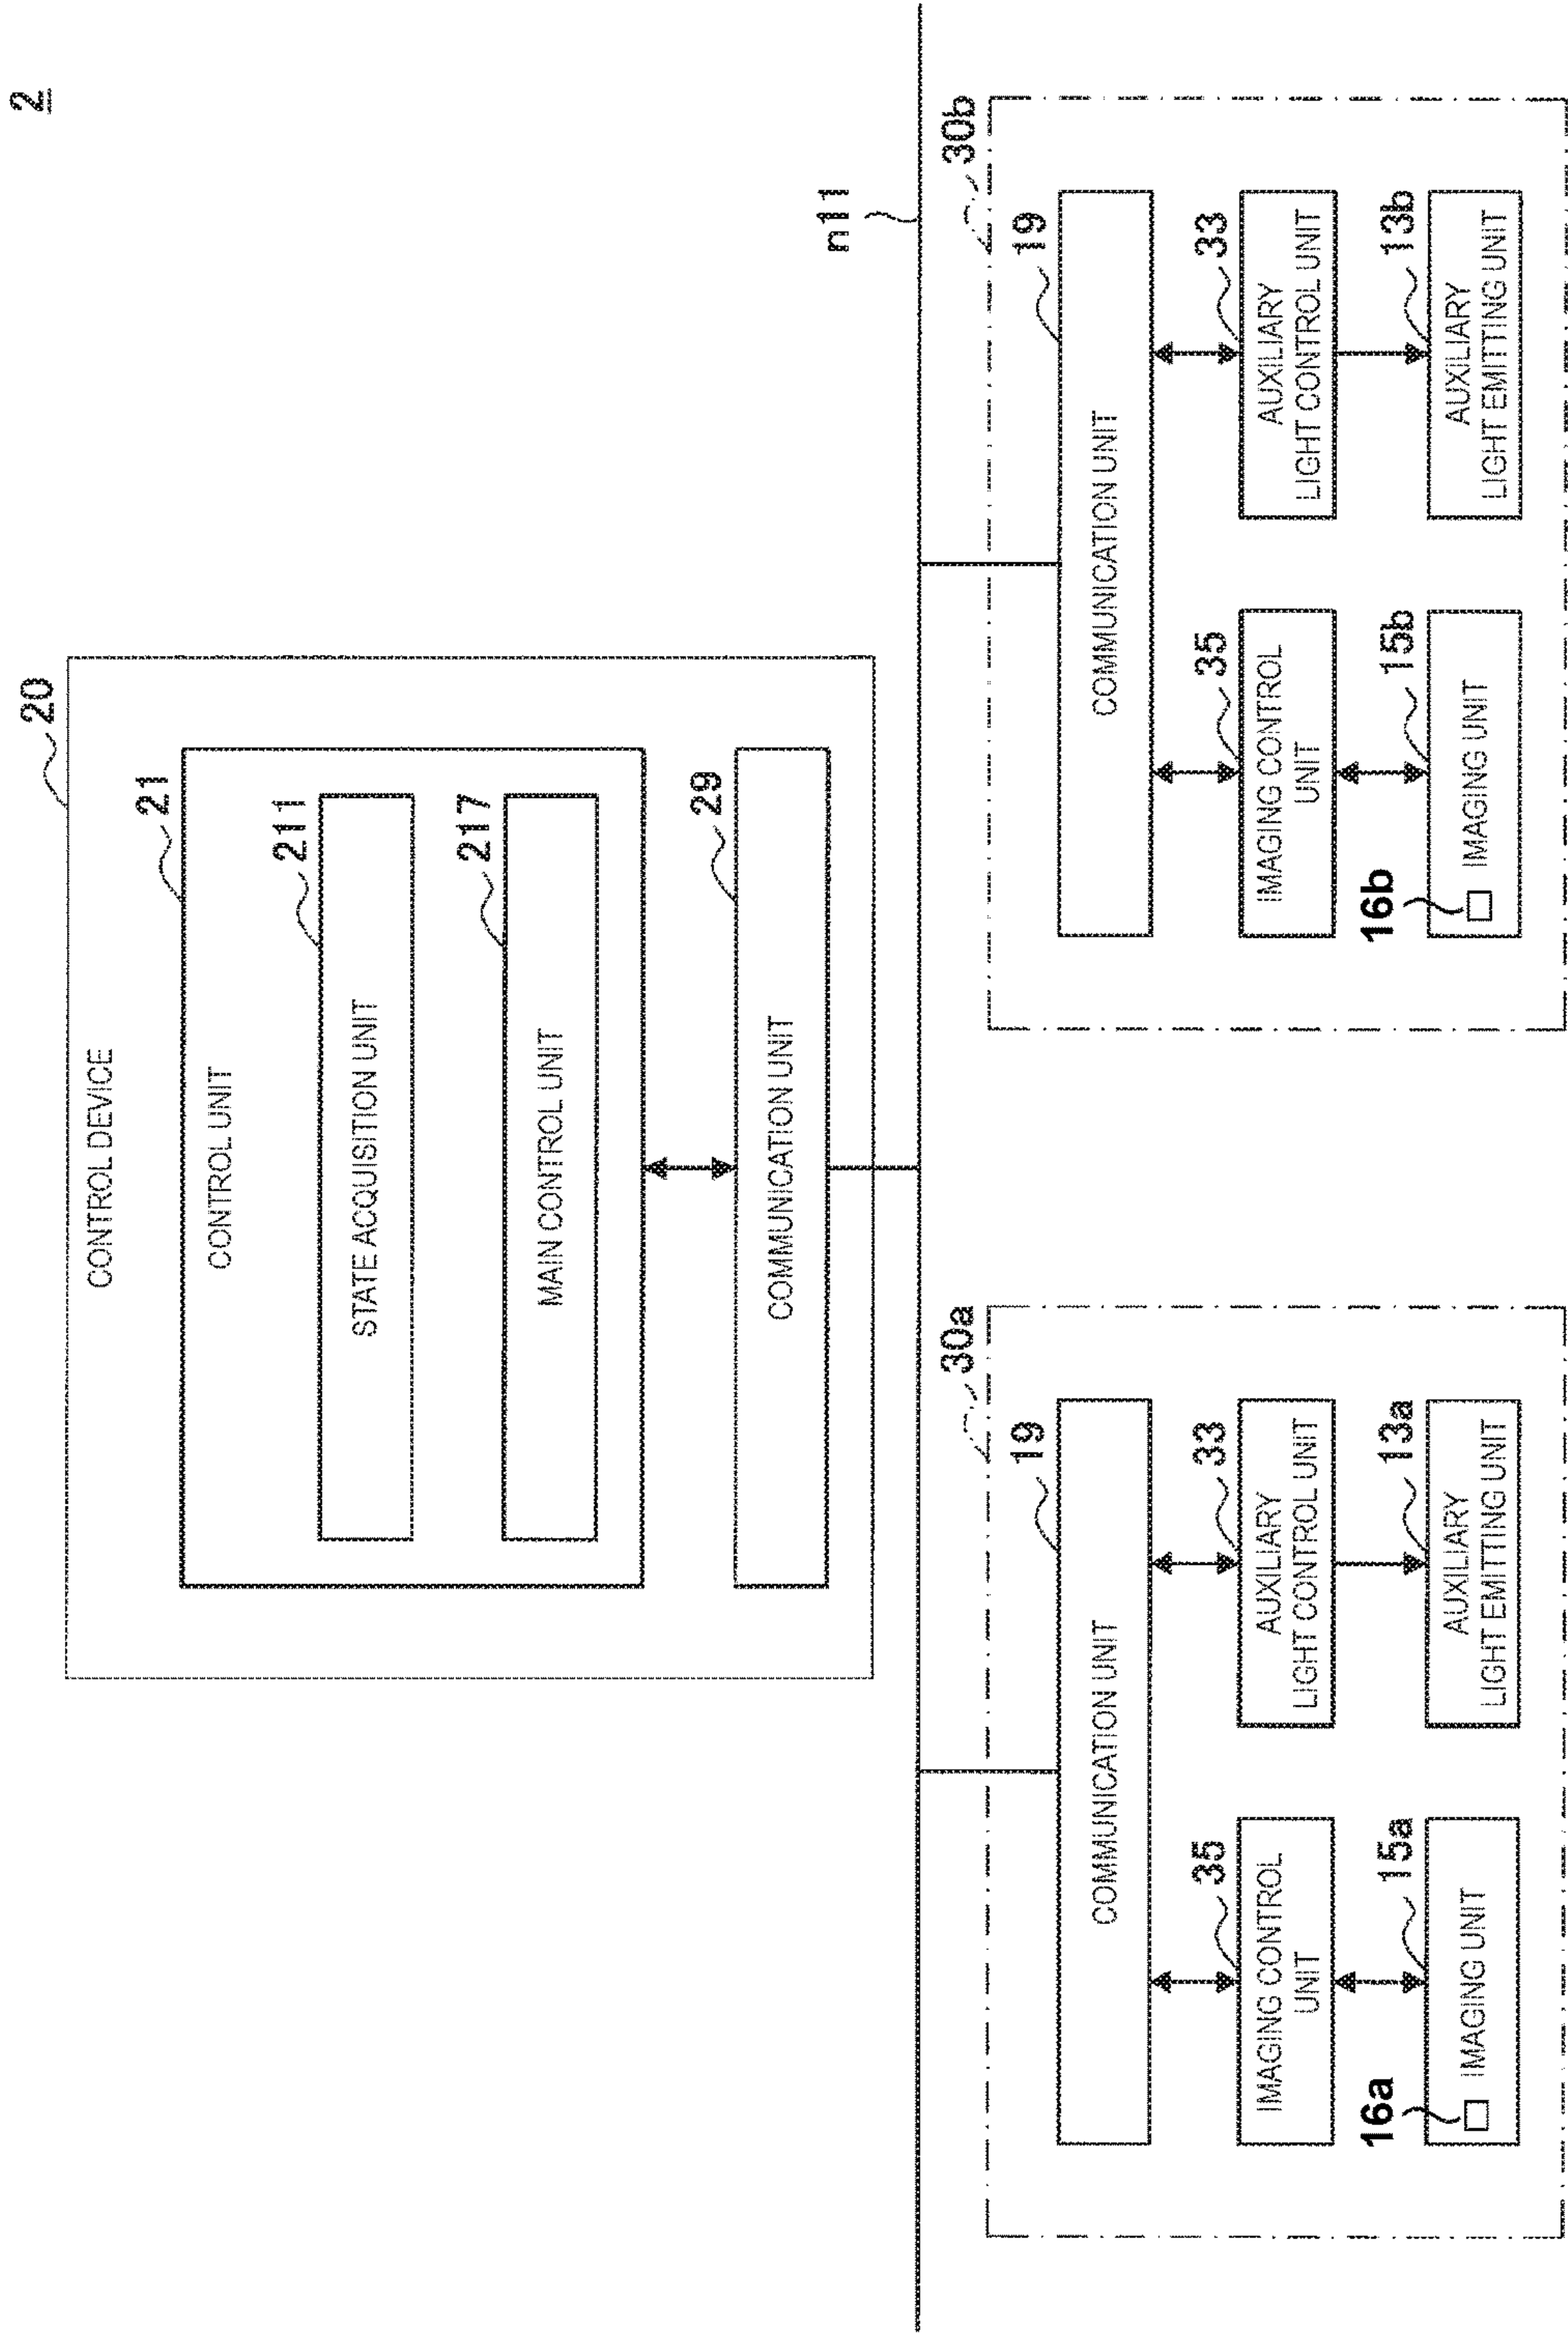 2
20
CONTROL DEVICE
21
CONTROL UNIT
211
STATE ACQUISITION UNIT
217
MAIN CONTROL UNIT
29
COMMUNICATION UNIT
n11
30a
19
COMMUNICATION UNIT
35
IMAGING CONTROL
UNIT
33
AUXILIARY
LIGHT CONTROL UNIT
16a
15a
IMAGING UNIT
13a
AUXILIARY
LIGHT EMITTING UNIT
30b
19
COMMUNICATION UNIT
35
IMAGING CONTROL
UNIT
33
AUXILIARY
LIGHT CONTROL UNIT
16b
15b
IMAGING UNIT
13b
AUXILIARY
LIGHT EMITTING UNIT